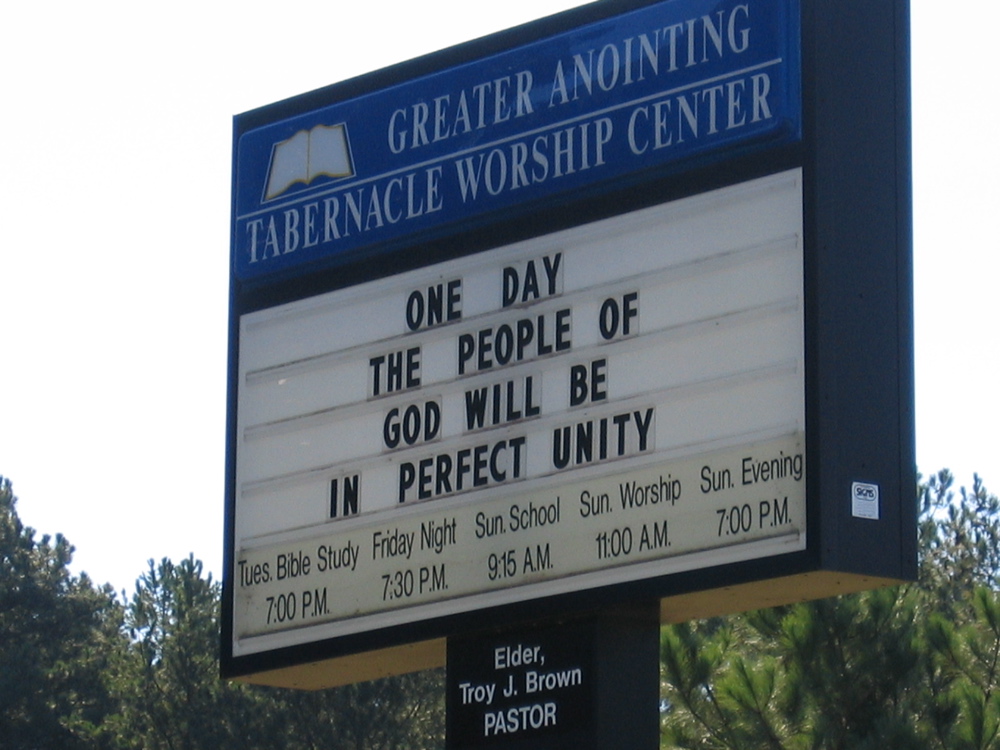 GREATER ANOINTING
TABERNACLE WORSHIP CENTER
ONE DAY
THE PEOPLE OF
GOD WILL BE
IN PERFECT UNITY
Tues. Bible Study Friday Night Sun. School Sun. Worship Sun. Evening
7:00 P.M. 7:30 P.M. 9:15 A.M. 11:00 A.M. 7:00 P.M.
SIGNS
Elder,
Troy J. Brown
PASTOR